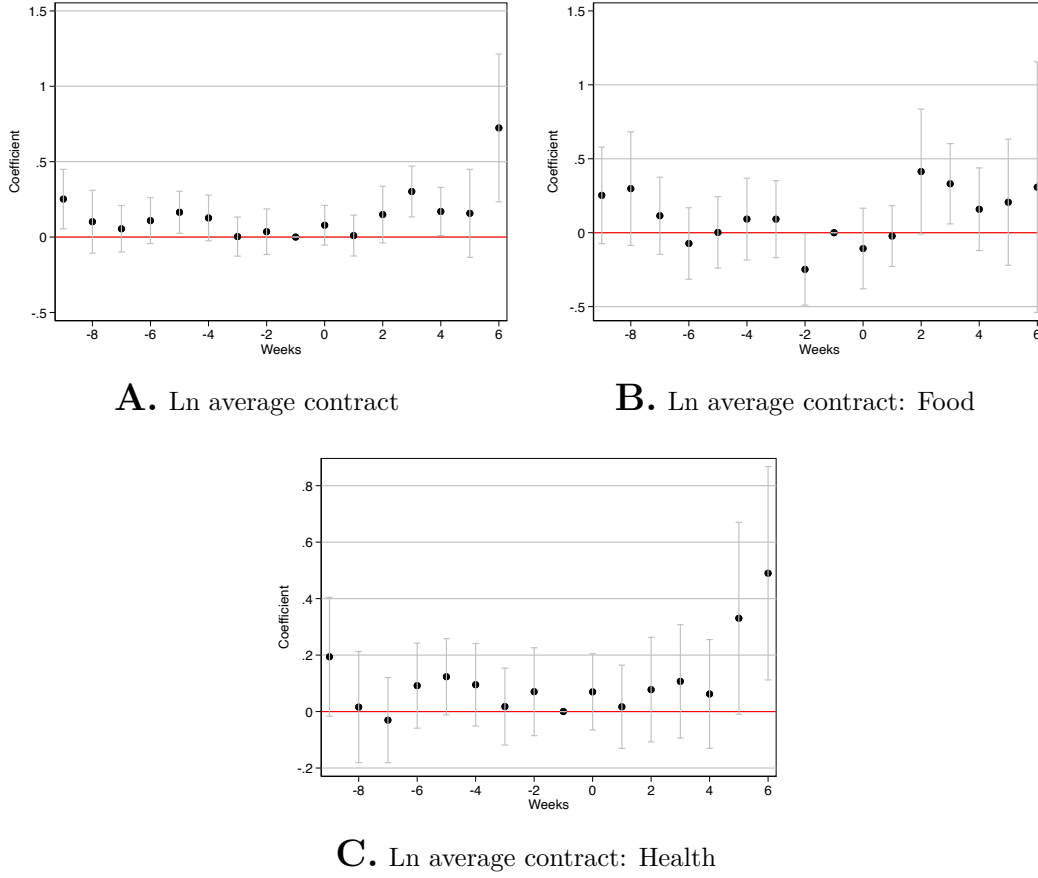 1.5
1
.5
0
-.5
Coefficient
-8 -6 -4 -2 0 2 4 6
Weeks
A. Ln average contract
1.5
1
.5
0
-.5
Coefficient
-8 -6 -4 -2 0 2 4 6
Weeks
B. Ln average contract: Food
.8
.6
.4
.2
0
-.2
Coefficient
-8 -6 -4 -2 0 2 4 6
Weeks
C. Ln average contract: Health